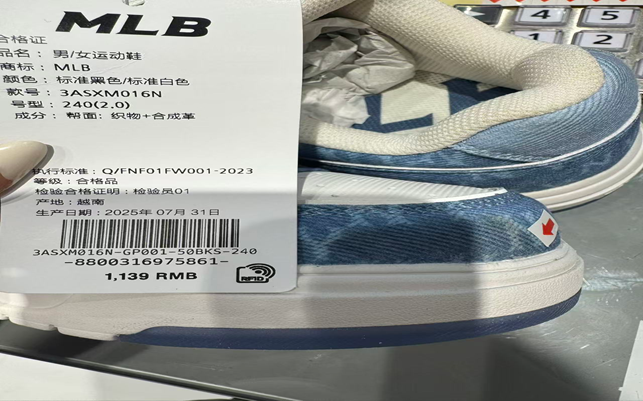 MLB
合格证
品名: 男/女运动鞋
商标: MLB
颜色: 标准黑色/标准白色
款号: 3ASXM016N
号型: 240(2.0)
成分: 帮面: 织物+合成革
执行标准: Q/FNF01FW001-2023
等级: 合格品
检验合格证明: 检验员01
产地: 越南
生产日期: 2025年 07月 31日
3ASXM016N-GP001-50BKS-240
-8800316975861-
1,139 RMB
RFID
4 5
1 2